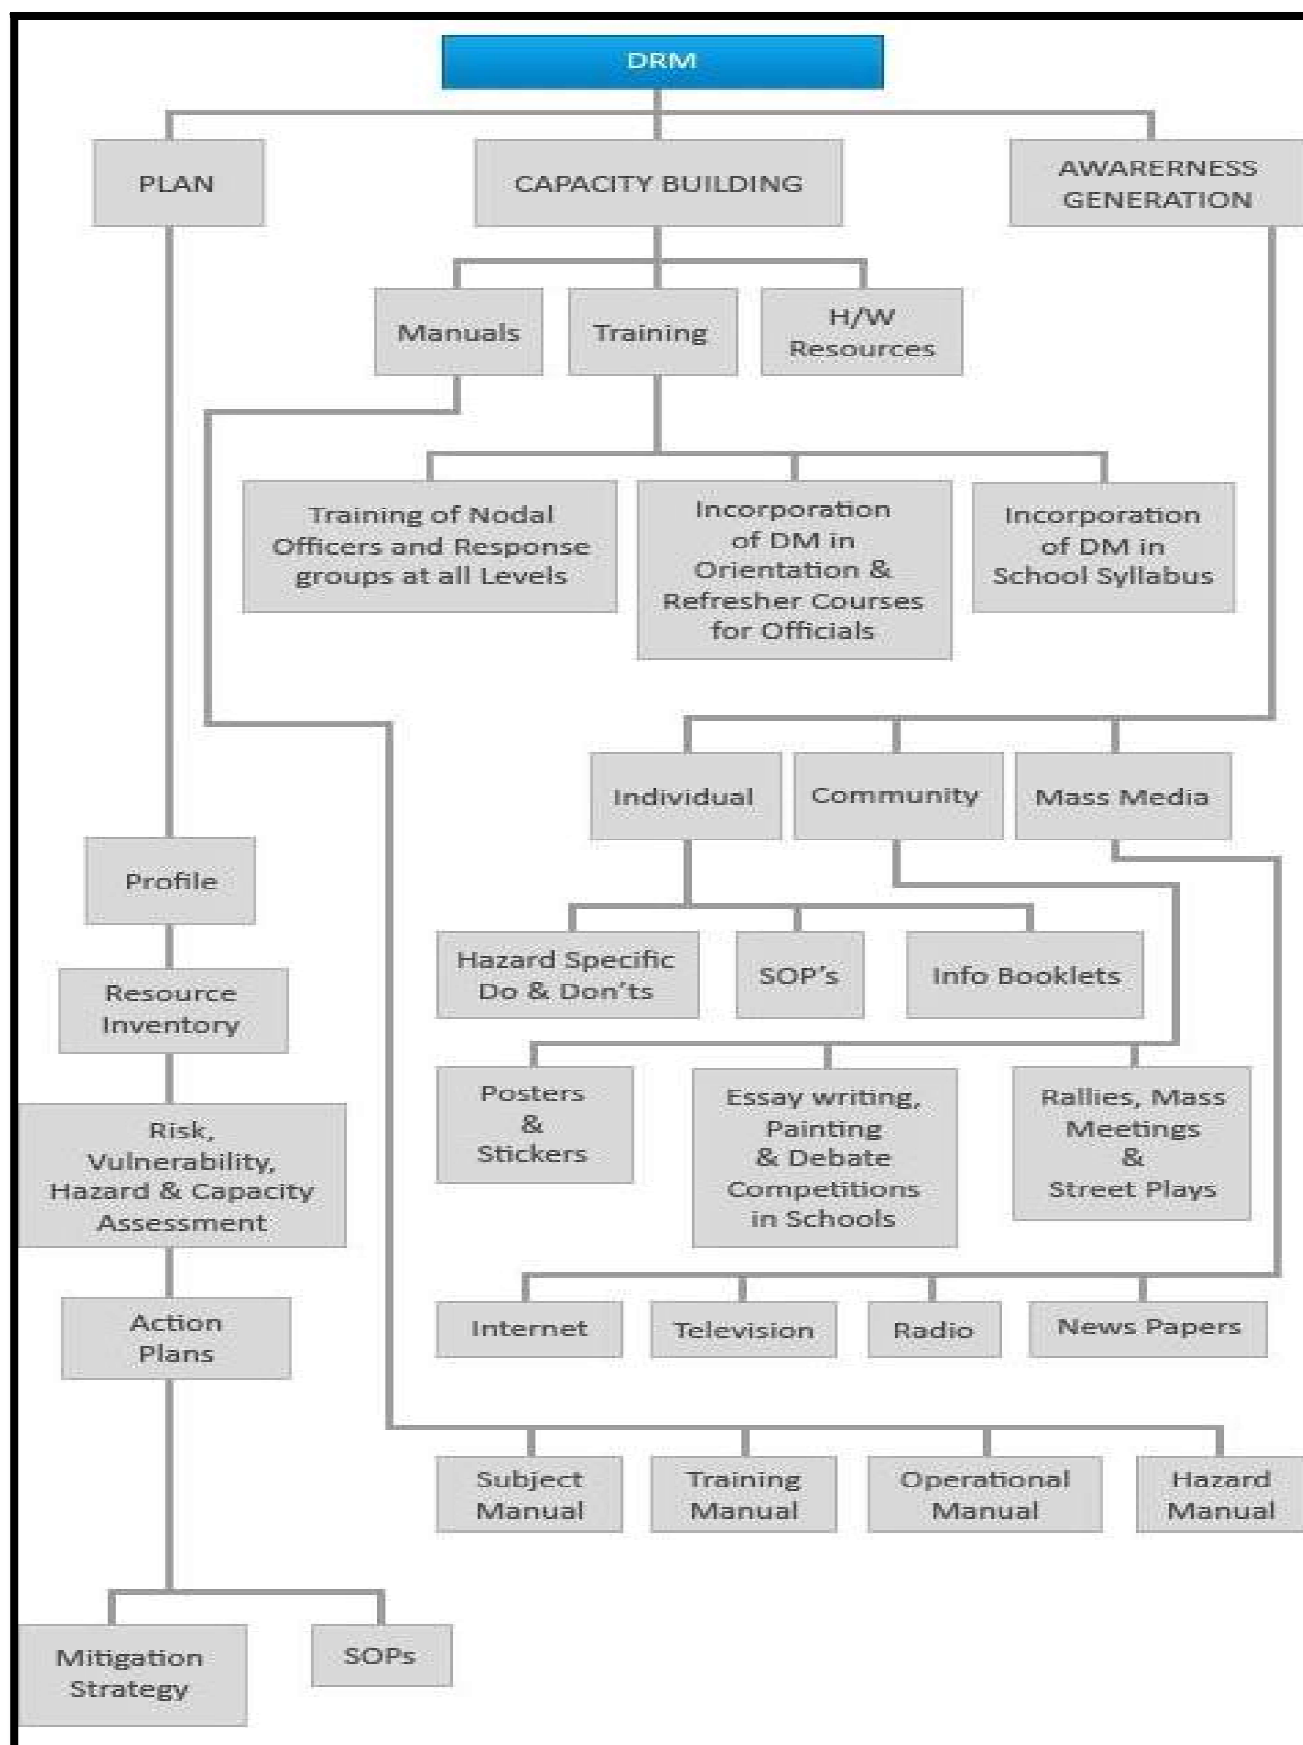 DRM
PLAN
CAPACITY BUILDING
AWARERNESS
GENERATION
Manuals
Training
H/W
Resources
Training of Nodal
Officers and Response
groups at all Levels
Incorporation
of DM in
Orientation &
Refresher Courses
for Officials
Incorporation
of DM in
School Syllabus
Individual
Community
Mass Media
Profile
Hazard Specific
Do & Don'ts
SOP's
Info Booklets
Resource
Inventory
Posters
&
Stickers
Essay writing,
Painting
& Debate
Competitions
in Schools
Rallies, Mass
Meetings
&
Street Plays
Risk,
Vulnerability,
Hazard & Capacity
Assessment
Action
Plans
Internet
Television
Radio
News Papers
Subject
Manual
Training
Manual
Operational
Manual
Hazard
Manual
Mitigation
Strategy
SOPs